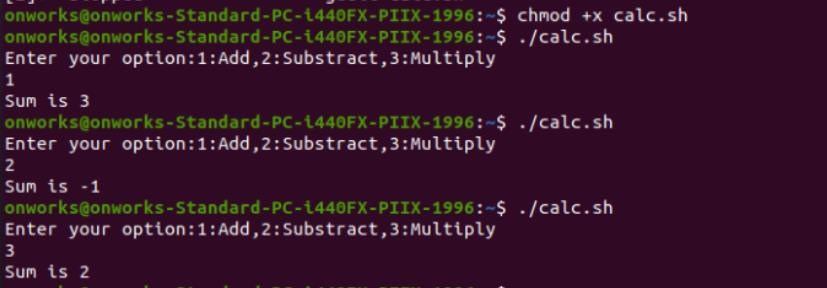 onworks@onworks-Standard-PC-i440FX-PIIX-1996:~$ chmod +x calc.sh
onworks@onworks-Standard-PC-i440FX-PIIX-1996:~$ ./calc.sh
Enter your option:1:Add,2:Substract,3:Multiply
1
Sum is 3
onworks@onworks-Standard-PC-i440FX-PIIX-1996:~$ ./calc.sh
Enter your option:1:Add,2:Substract,3:Multiply
2
Sum is -1
onworks@onworks-Standard-PC-i440FX-PIIX-1996:~$ ./calc.sh
Enter your option:1:Add,2:Substract,3:Multiply
3
Sum is 2